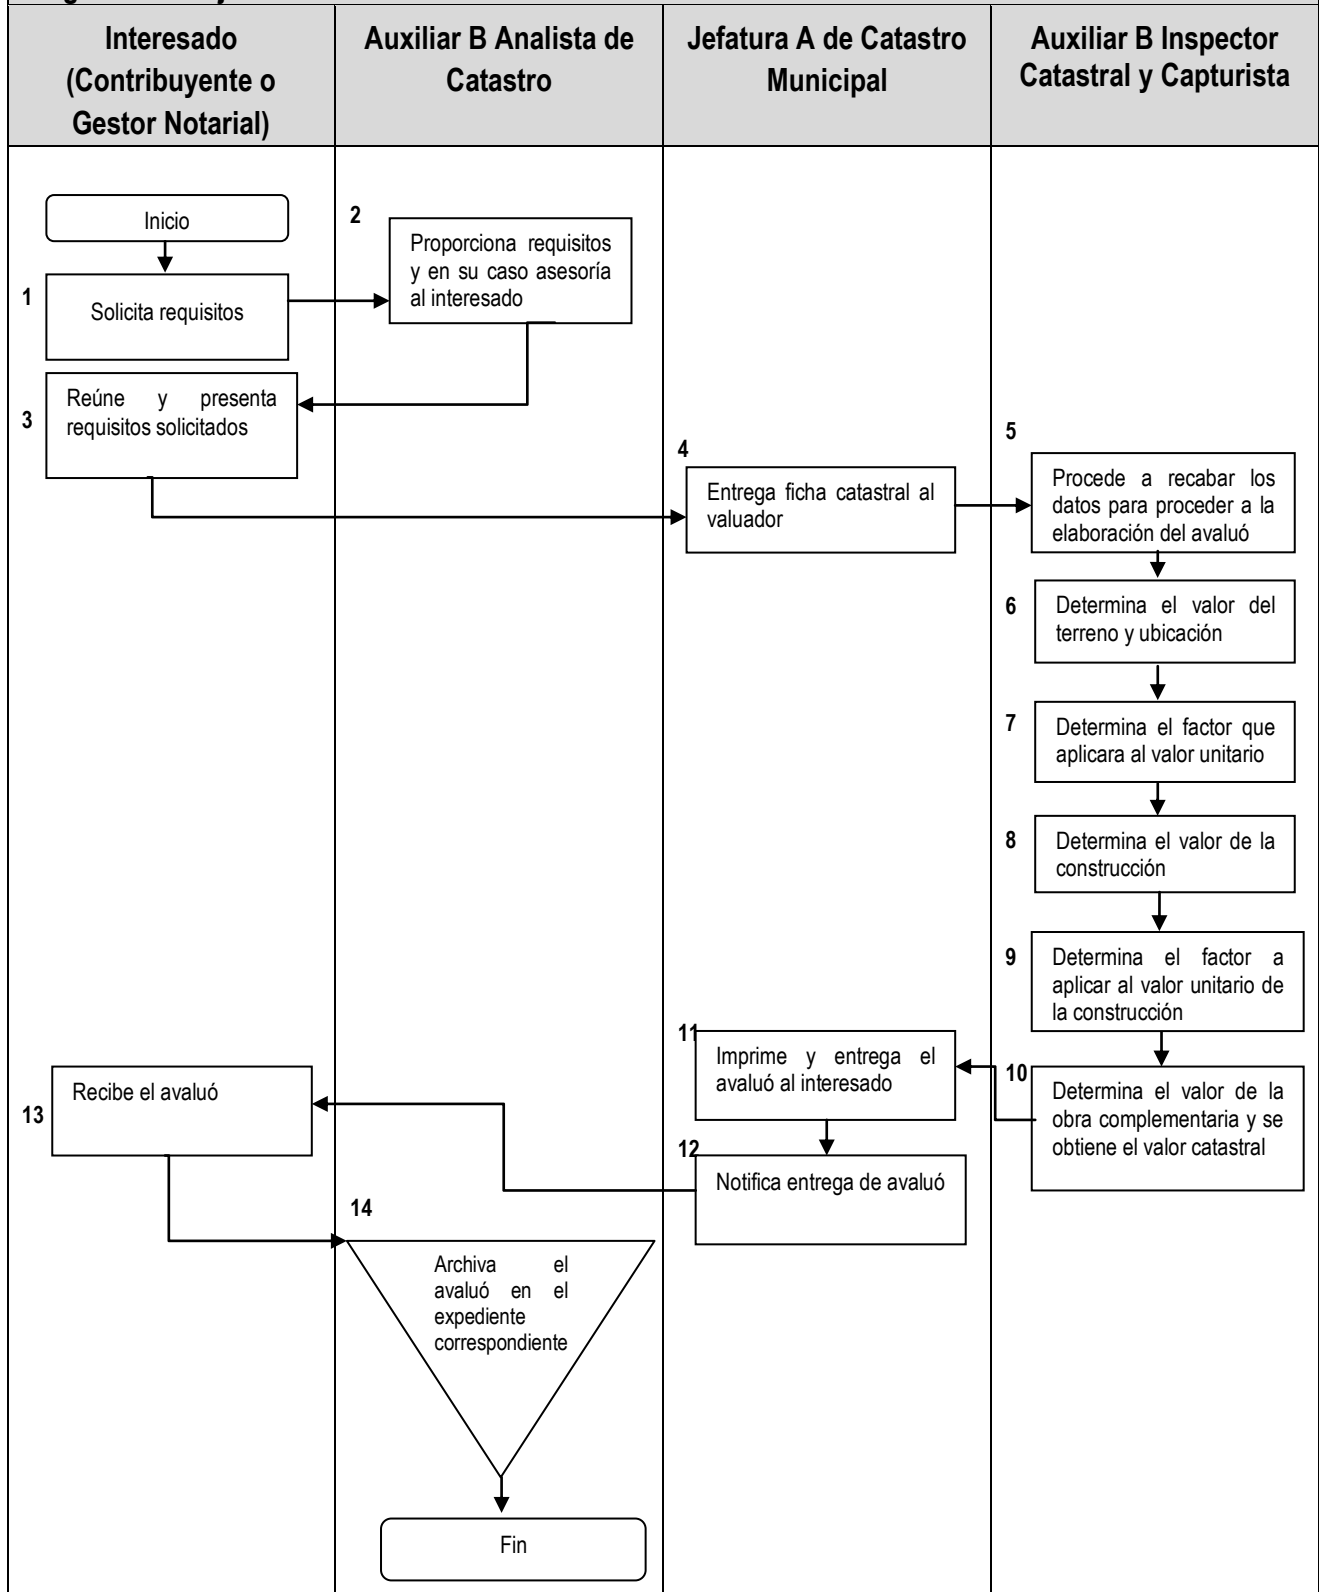 Interesado
(Contribuyente o
Gestor Notarial)
Auxiliar B Analista de
Catastro
Jefatura A de Catastro
Municipal
Auxiliar B Inspector
Catastral y Capturista
Inicio
1
Solicita requisitos
2
Proporciona requisitos
y en su caso asesoría
al interesado
3
Reúne y presenta
requisitos solicitados
4
Entrega ficha catastral al
valuador
5
Procede a recabar los
datos para proceder a la
elaboración del avaluó
6
Determina el valor del
terreno y ubicación
7
Determina el factor que
aplicara al valor unitario
8
Determina el valor de la
construcción
9
Determina el factor a
aplicar al valor unitario de
la construcción
10
Determina el valor de la
obra complementaria y se
obtiene el valor catastral
11
Imprime y entrega el
avaluó al interesado
12
Notifica entrega de avaluó
13
Recibe el avaluó
14
Archiva el
avaluó en el
expediente
correspondiente
Fin